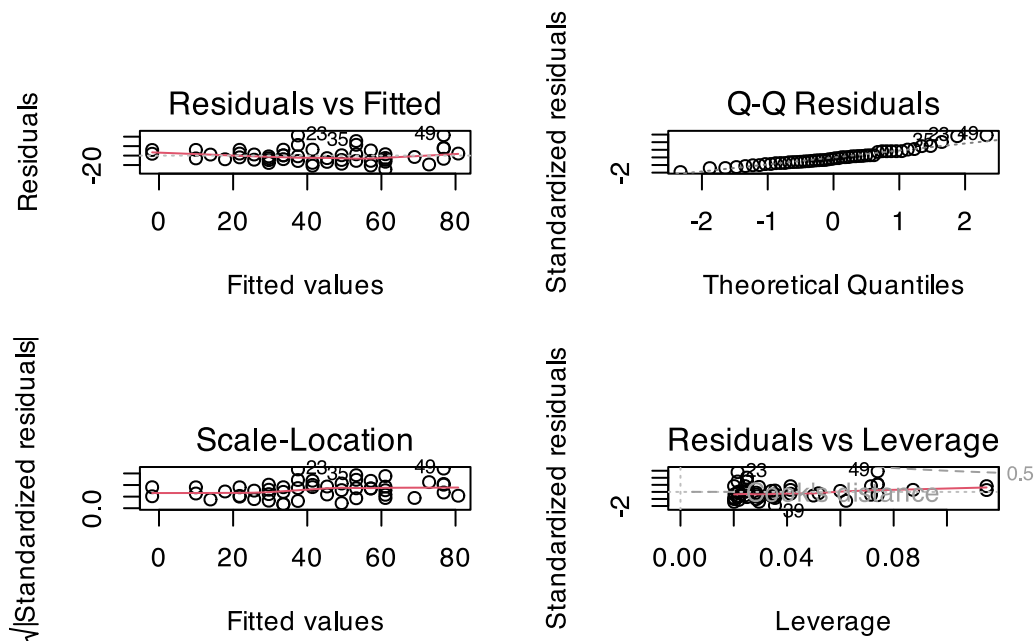 Residuals vs Fitted
Residuals
-20
23
35
49
0 20 40 60 80
Fitted values
Q-Q Residuals
Standardized residuals
-2
35
23
49
-2 -1 0 1 2
Theoretical Quantiles
Scale-Location
√|Standardized residuals|
0.0
23
35
49
0 20 40 60 80
Fitted values
Residuals vs Leverage
Standardized residuals
-2
23
49
0.5
Cook's distance
39
0.00 0.04 0.08
Leverage